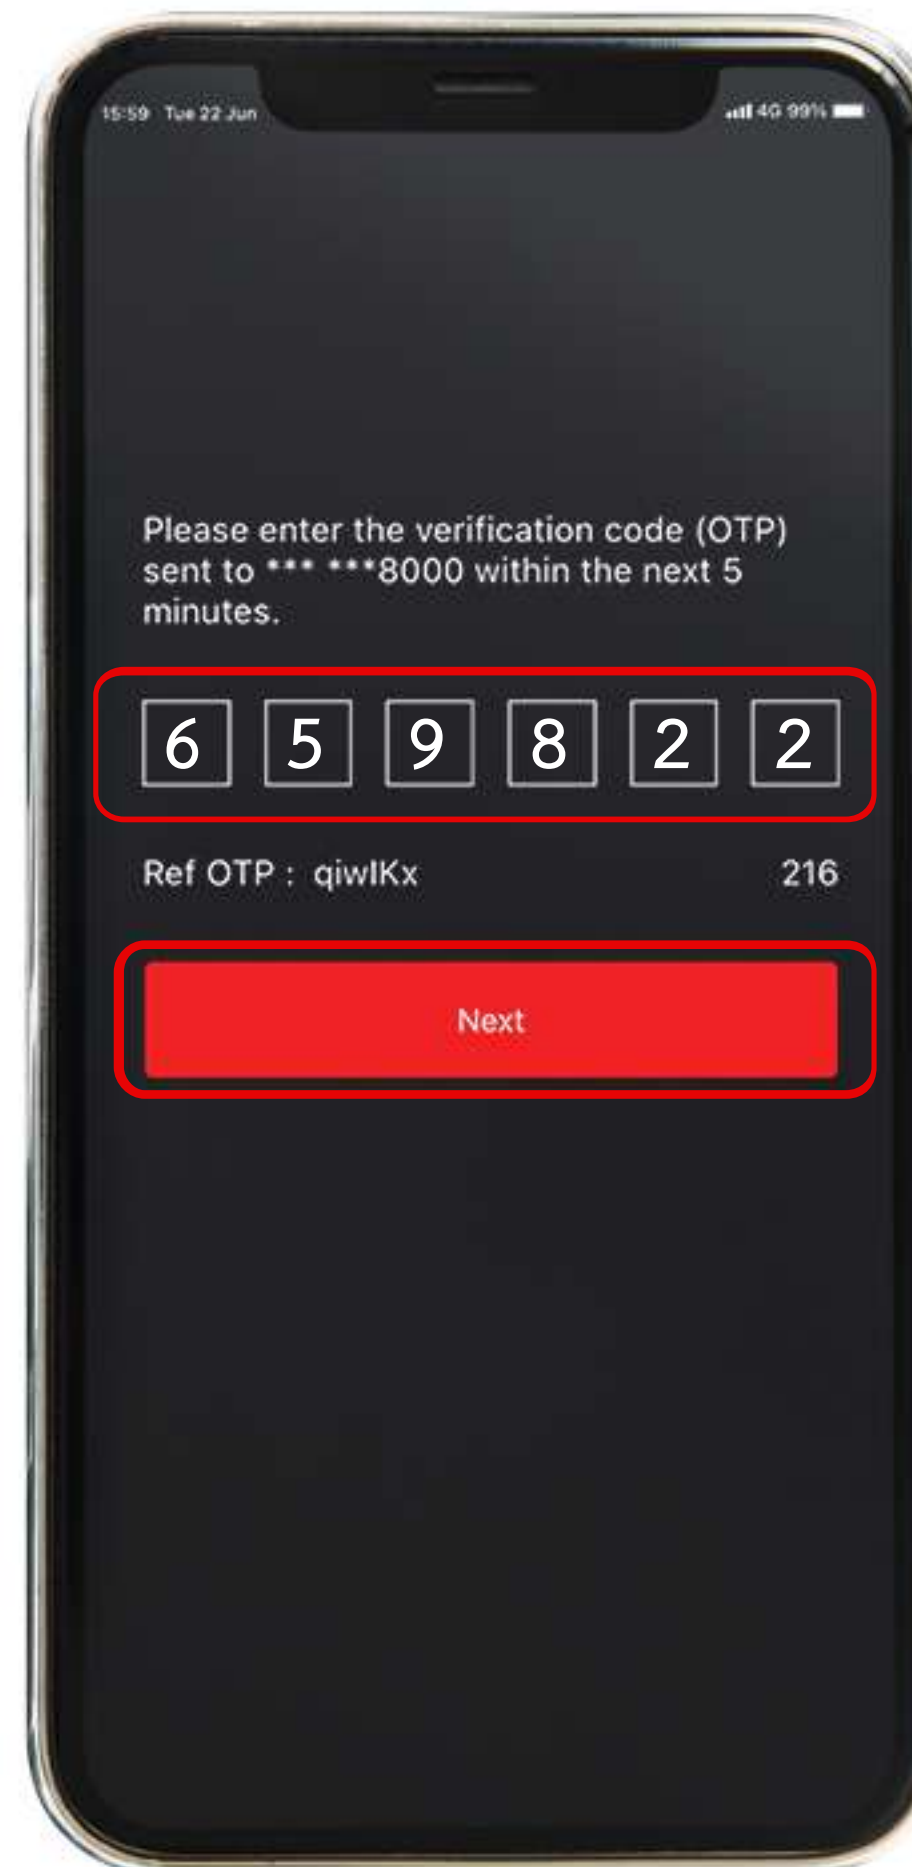 15:59 Tue 22 Jun
4G 99%
Please enter the verification code (OTP)
sent to *** ***8000 within the next 5
minutes.
6 5 9 8 2 2
Ref OTP : qiwIKx 216
Next